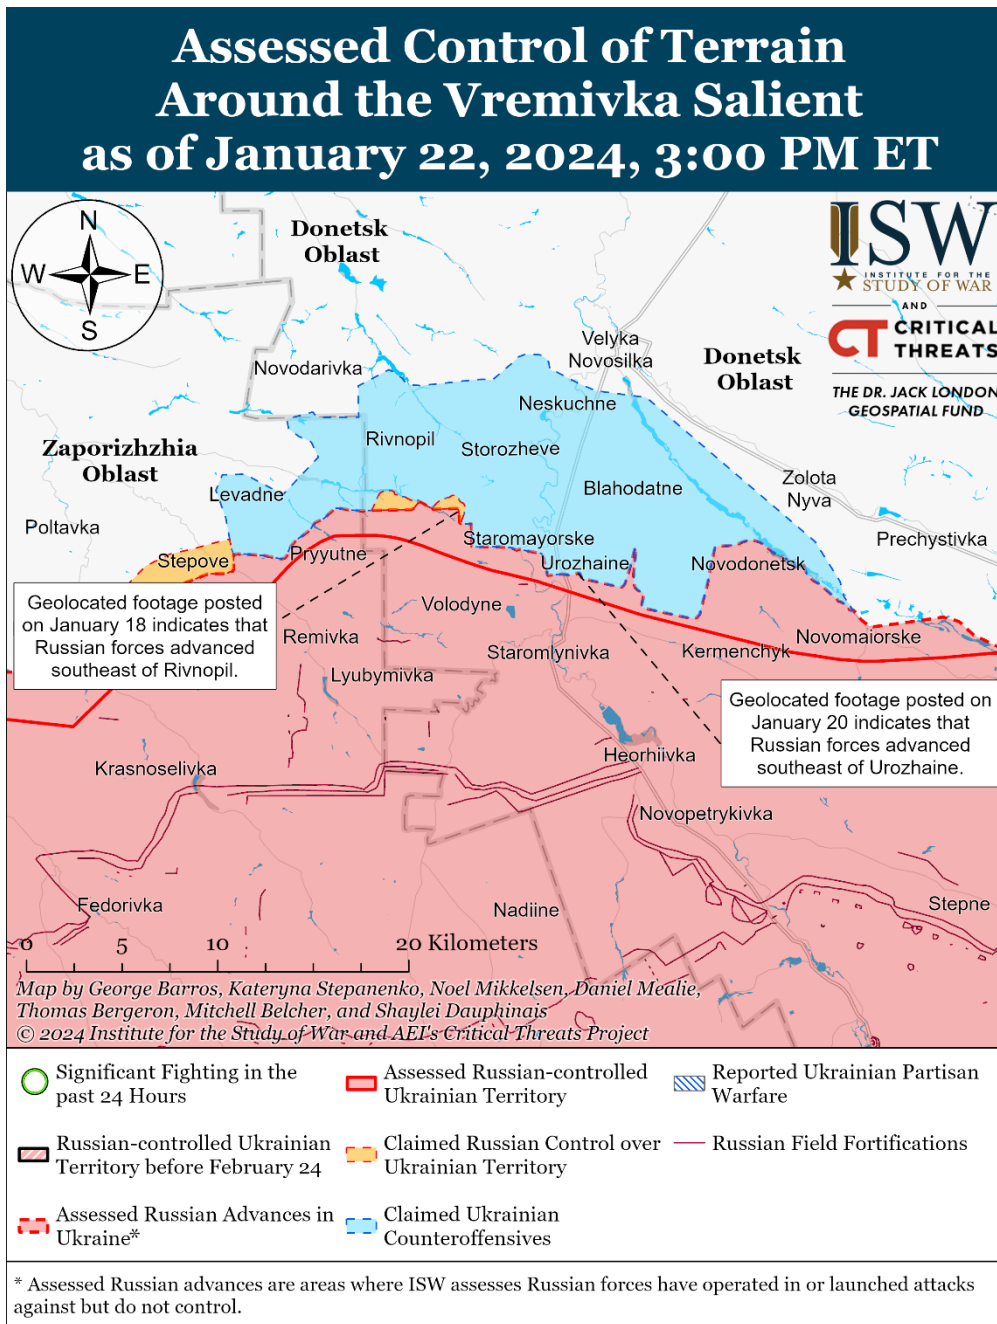 Assessed Control of Terrain
Around the Vremivka Salient
as of January 22, 2024, 3:00 PM ET
N
W
E
S
Donetsk
Oblast
ISW
INSTITUTE FOR THE
STUDY OF WAR
AND
CT CRITICAL
THREATS
THE DR. JACK LONDON
GEOSPATIAL FUND
Velyka
Novosilka
Donetsk
Oblast
Novodarivka
Neskuchne
Rivnopil
Storozheve
Zaporizhzhia
Oblast
Levadne
Blahodatne
Zolota
Nyva
Poltavka
Prechystivka
Staromayorske
Pryyutne
Stepove
Urozhaine
Novodonetsk
Geolocated footage posted
on January 18 indicates that
Russian forces advanced
southeast of Rivnopil.
Volodyne
Remivka
Novomaiorske
Staromlynivka
Kermenchyk
Lyubymivka
Geolocated footage posted on
January 20 indicates that
Russian forces advanced
southeast of Urozhaine.
Krasnoselivka
Heorhiivka
Novopetrykivka
Fedorivka
Nadiine
Stepne
0 5 10 20 Kilometers
Map by George Barros, Kateryna Stepanenko, Noel Mikkelsen, Daniel Mealie,
Thomas Bergeron, Mitchell Belcher, and Shaylei Dauphinais
© 2024 Institute for the Study of War and AEI's Critical Threats Project
Significant Fighting in the
past 24 Hours
Assessed Russian-controlled
Ukrainian Territory
Reported Ukrainian Partisan
Warfare
Russian-controlled Ukrainian
Territory before February 24
Claimed Russian Control over
Ukrainian Territory
Russian Field Fortifications
Assessed Russian Advances in
Ukraine*
Claimed Ukrainian
Counteroffensives
* Assessed Russian advances are areas where ISW assesses Russian forces have operated in or launched attacks
against but do not control.